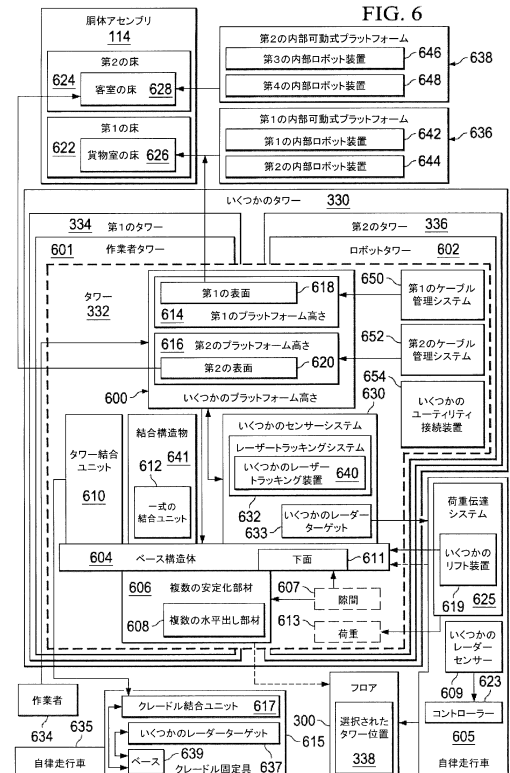 FIG. 6
胴体アセンブリ
114
第2の床
624
客室の床 628
第1の床
622
貨物室の床 626
第2の内部可動式プラットフォーム
第3の内部ロボット装置
646
第4の内部ロボット装置
648
638
第1の内部可動式プラットフォーム
第1の内部ロボット装置
642
第2の内部ロボット装置
644
636
いくつかのタワー 330
334 第1のタワー
第2のタワー 336
601 作業者タワー
ロボットタワー 602
タワー
332
第1の表面
618
614 第1のプラットフォーム高さ
616 第2のプラットフォーム高さ
第2の表面
620
600
いくつかのプラットフォーム高さ
650
第1のケーブル
管理システム
652
第2のケーブル
管理システム
654
いくつかの
ユーティリティ
接続装置
630
タワー結合
ユニット
610
結合構造物
641
612
一式の
結合ユニット
いくつかのセンサーシステム
レーザートラッキングシステム
いくつかのレーザー
トラッキング装置
640
632
633
いくつかのレーダー
ターゲット
604 ベース構造体
下面
611
606 複数の安定化部材
608
複数の水平出し部材
607
隙間
613
荷重
荷重伝達
システム
いくつかの
リフト装置
619
625
いくつかの
レーダー
センサー
609
623
コントローラー
605
自律走行車
作業者
634
635
自律走行車
クレードル結合ユニット
617
いくつかのレーダーターゲット
615
ベース
639
637
クレードル固定具
フロア
300
選択された
タワー位置
338